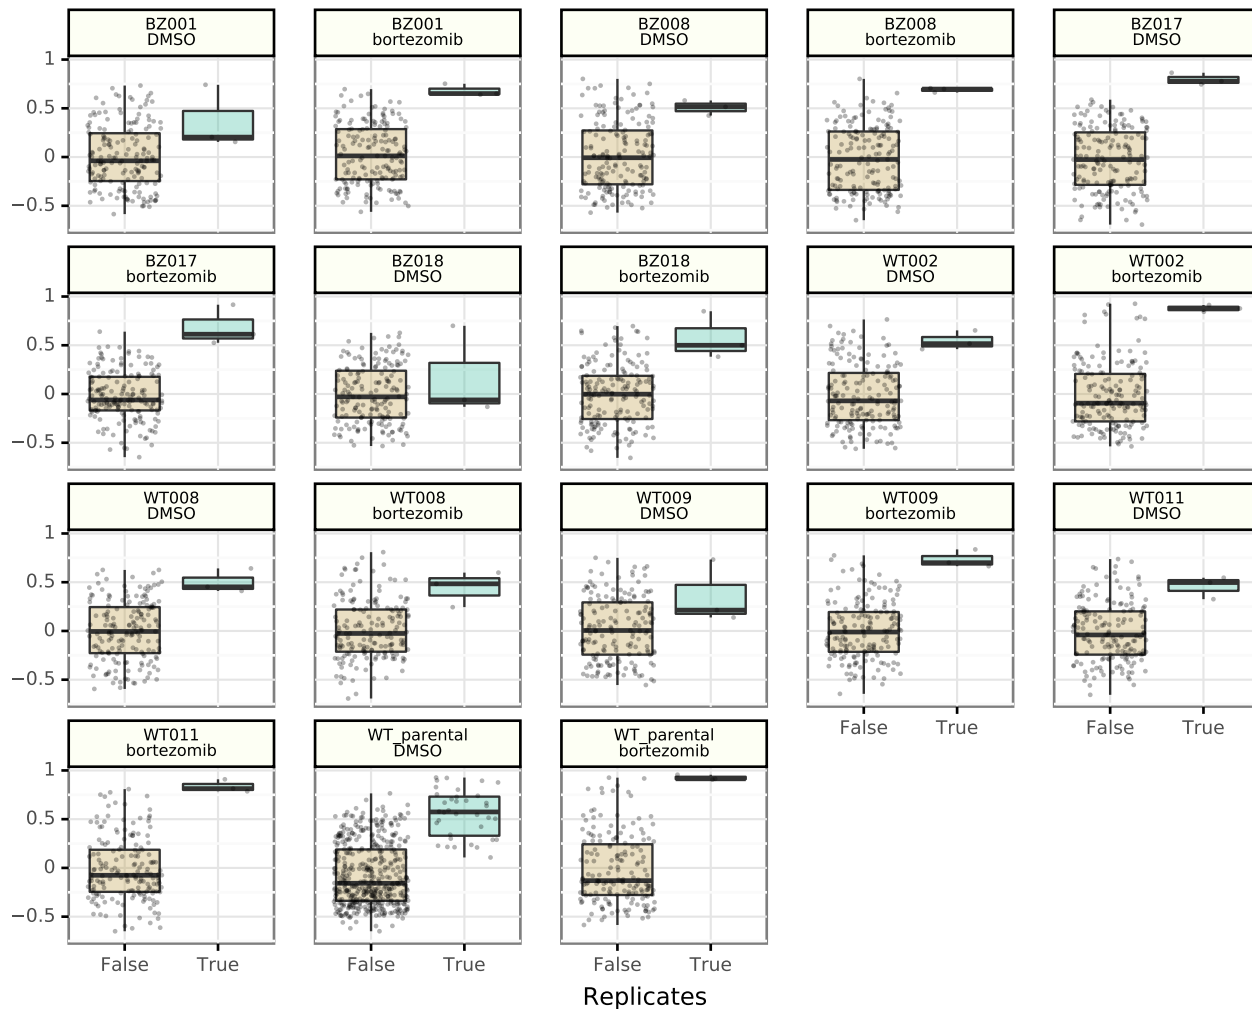 BZ001
DMSO
BZ001
bortezomib
BZ008
DMSO
BZ008
bortezomib
BZ017
DMSO
1
0.5
0
−0.5
BZ017
bortezomib
BZ018
DMSO
BZ018
bortezomib
WT002
DMSO
WT002
bortezomib
1
0.5
0
−0.5
WT008
DMSO
WT008
bortezomib
WT009
DMSO
WT009
bortezomib
WT011
DMSO
1
0.5
0
−0.5
False True
False True
WT011
bortezomib
WT_parental
DMSO
WT_parental
bortezomib
1
0.5
0
−0.5
False True
False True
False True
Replicates